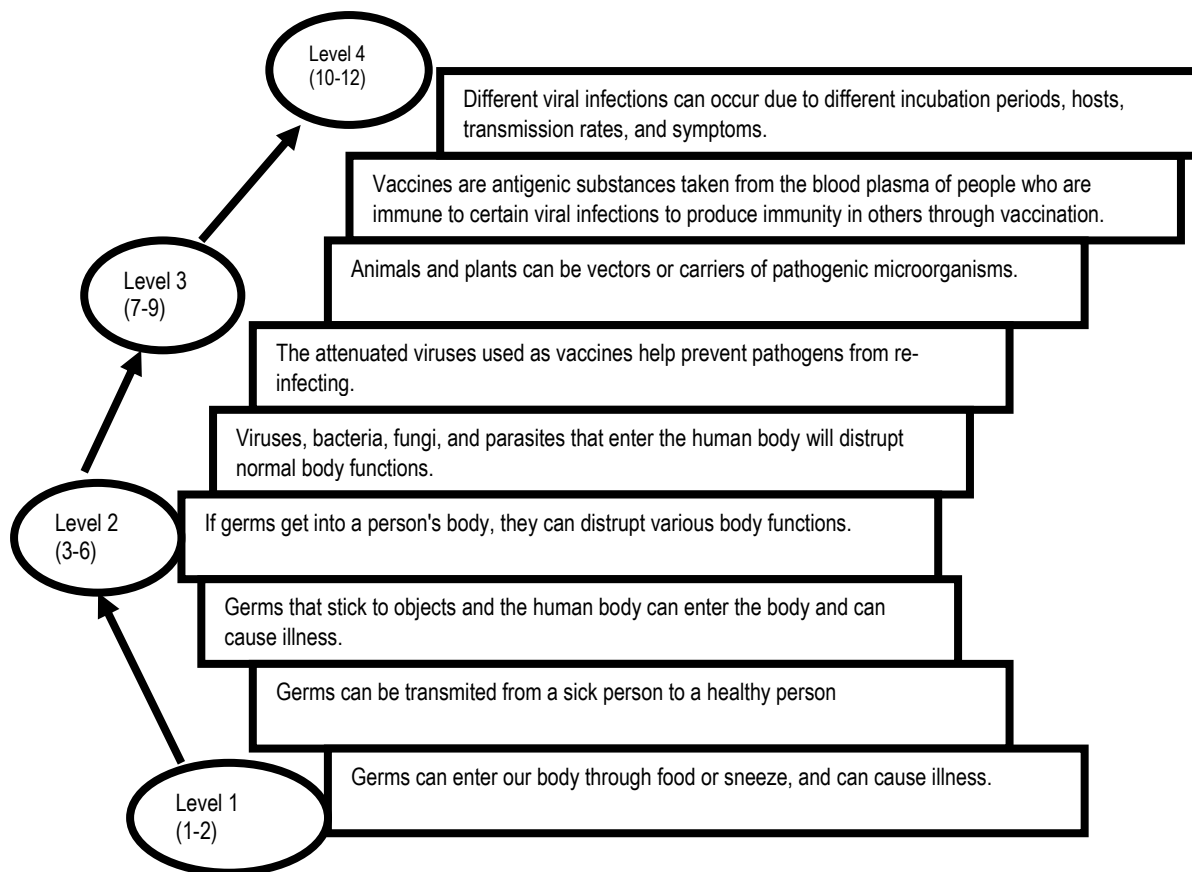 Level 4
(10-12)
Different viral infections can occur due to different incubation periods, hosts,
transmission rates, and symptoms.
Vaccines are antigenic substances taken from the blood plasma of people who are
immune to certain viral infections to produce immunity in others through vaccination.
Level 3
(7-9)
Animals and plants can be vectors or carriers of pathogenic microorganisms.
The attenuated viruses used as vaccines help prevent pathogens from re-
infecting.
Viruses, bacteria, fungi, and parasites that enter the human body will distrupt
normal body functions.
Level 2
(3-6)
If germs get into a person's body, they can distrupt various body functions.
Germs that stick to objects and the human body can enter the body and can
cause illness.
Germs can be transmited from a sick person to a healthy person
Level 1
(1-2)
Germs can enter our body through food or sneeze, and can cause illness.